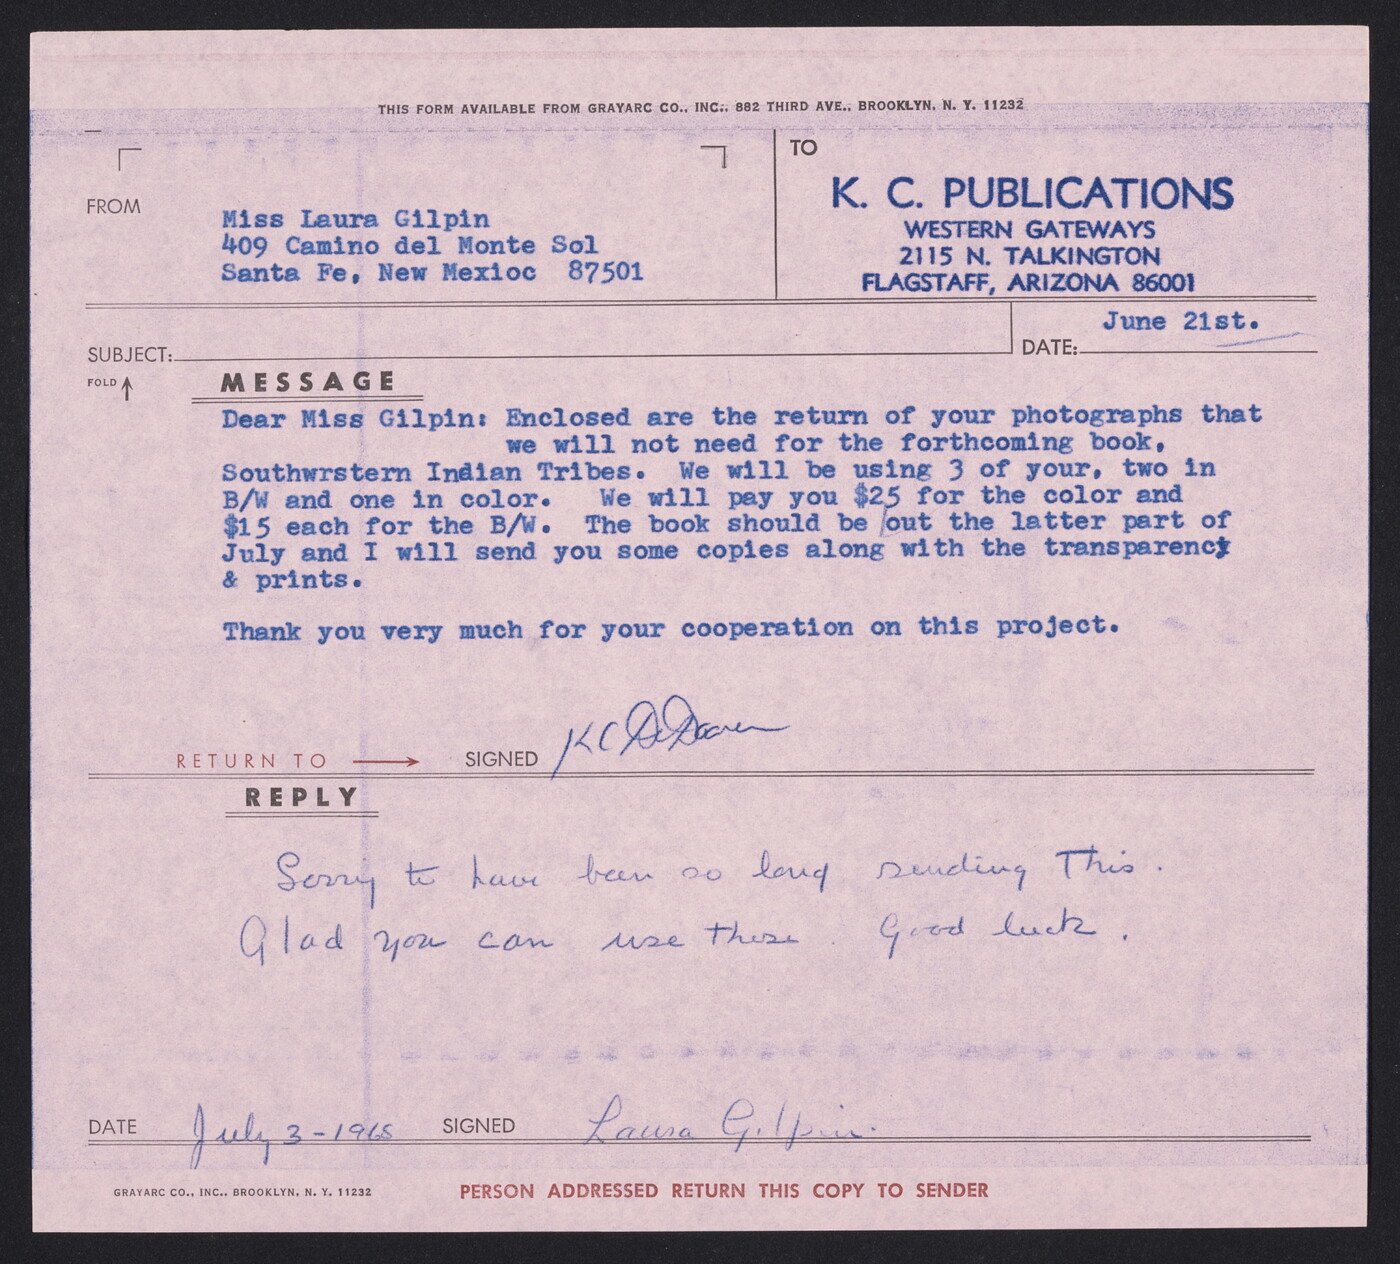 THIS FORM AVAILABLE FROM GRAYARC CO., INC., 882 THIRD AVE., BROOKLYN, N. Y. 11232
FROM
Miss Laura Gilpin
409 Camino del Monte Sol
Santa Fe, New Mexioc 87501
TO
K. C. PUBLICATIONS
WESTERN GATEWAYS
2115 N. TALKINGTON
FLAGSTAFF, ARIZONA 86001
SUBJECT:
DATE: June 21st.
FOLD
MESSAGE
Dear Miss Gilpin: Enclosed are the return of your photographs that
we will not need for the forthcoming book,
Southwrstern Indian Tribes. We will be using 3 of your, two in
B/W and one in color. We will pay you $25 for the color and
$15 each for the B/W. The book should be out the latter part of
July and I will send you some copies along with the transparency
& prints.
Thank you very much for your cooperation on this project.
RETURN TO → SIGNED KC DeDooven
REPLY
Sorry to have been so long sending This.
Glad you can use these. Good luck.
DATE July 3-1965 SIGNED Laura Gilpin.
GRAYARC CO., INC., BROOKLYN, N. Y. 11232
PERSON ADDRESSED RETURN THIS COPY TO SENDER